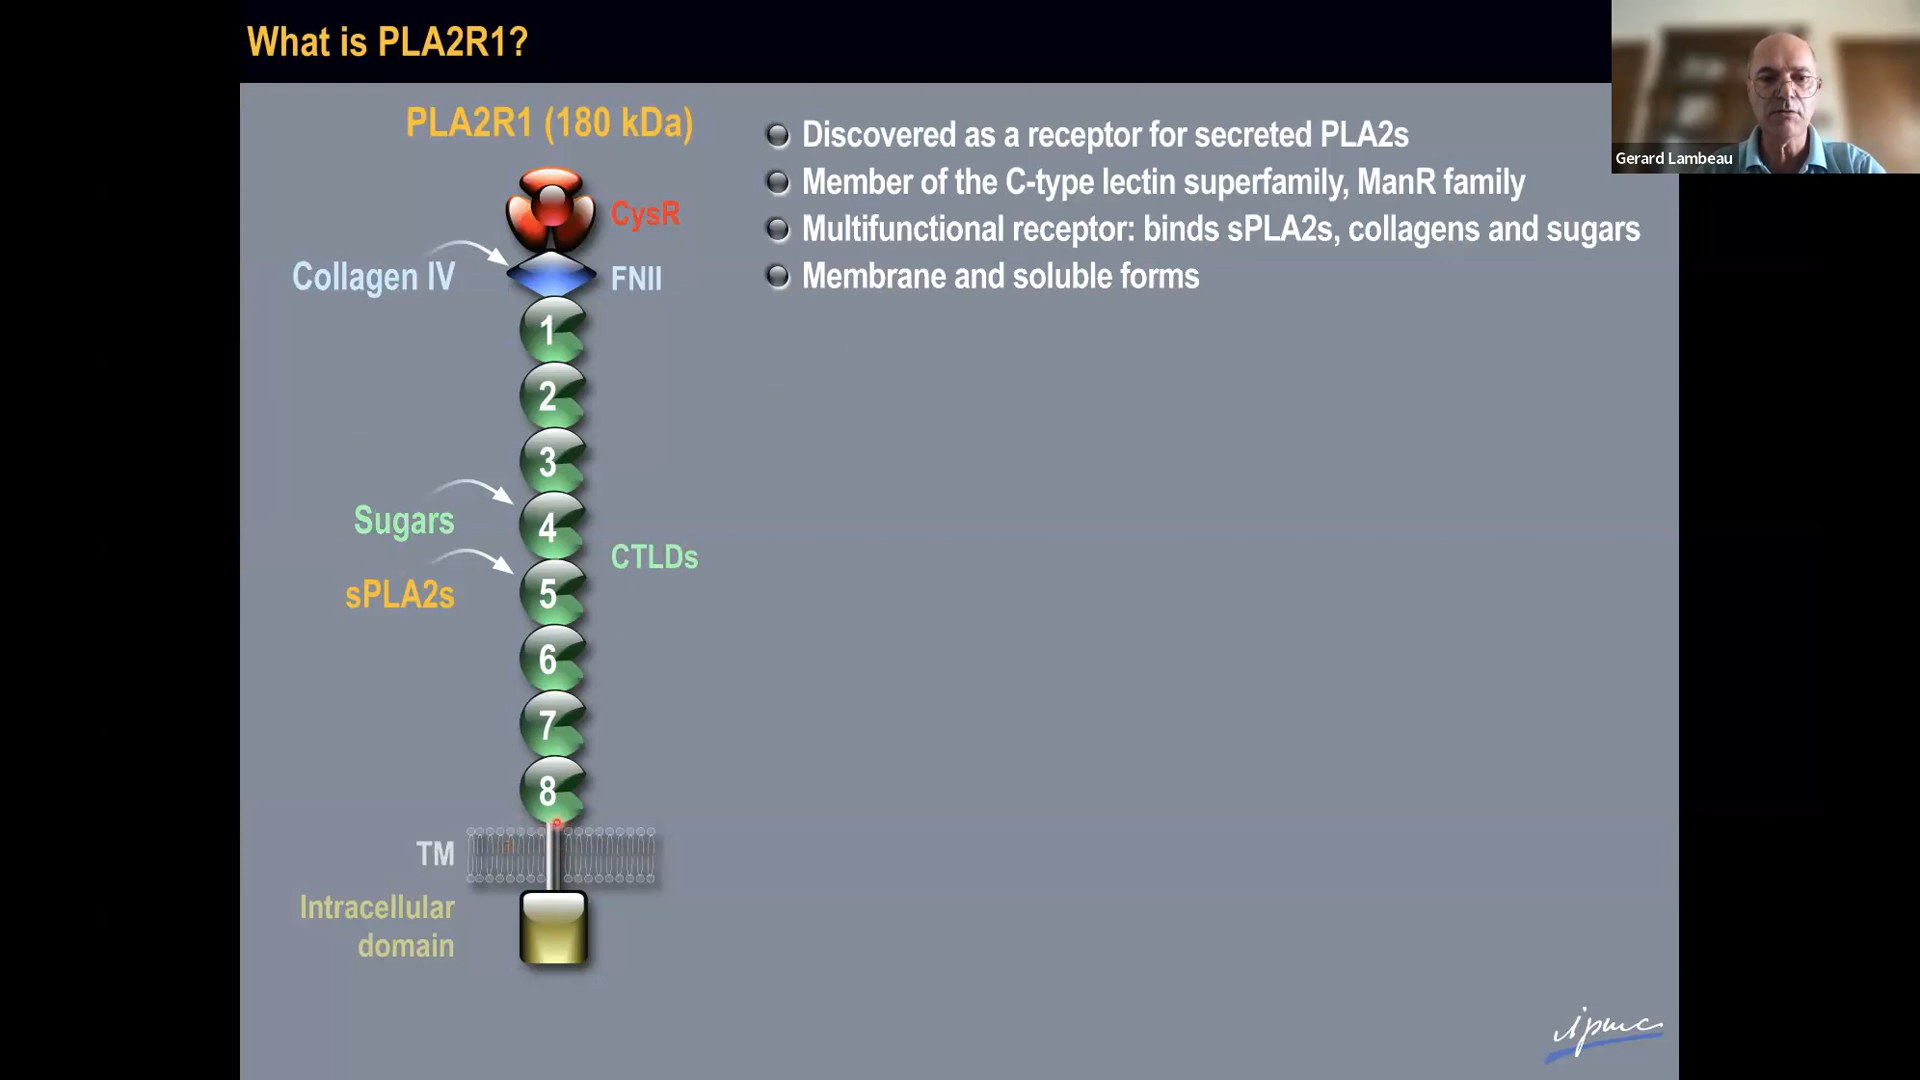 What is PLA2R1?
Gerard Lambeau
PLA2R1 (180 kDa)
CysR
Collagen IV
FNII
1
2
3
4
5
6
7
8
Sugars
sPLA2s
CTLDs
TM
Intracellular
domain
Discovered as a receptor for secreted PLA2s
Member of the C-type lectin superfamily, ManR family
Multifunctional receptor: binds sPLA2s, collagens and sugars
Membrane and soluble forms
ipmc